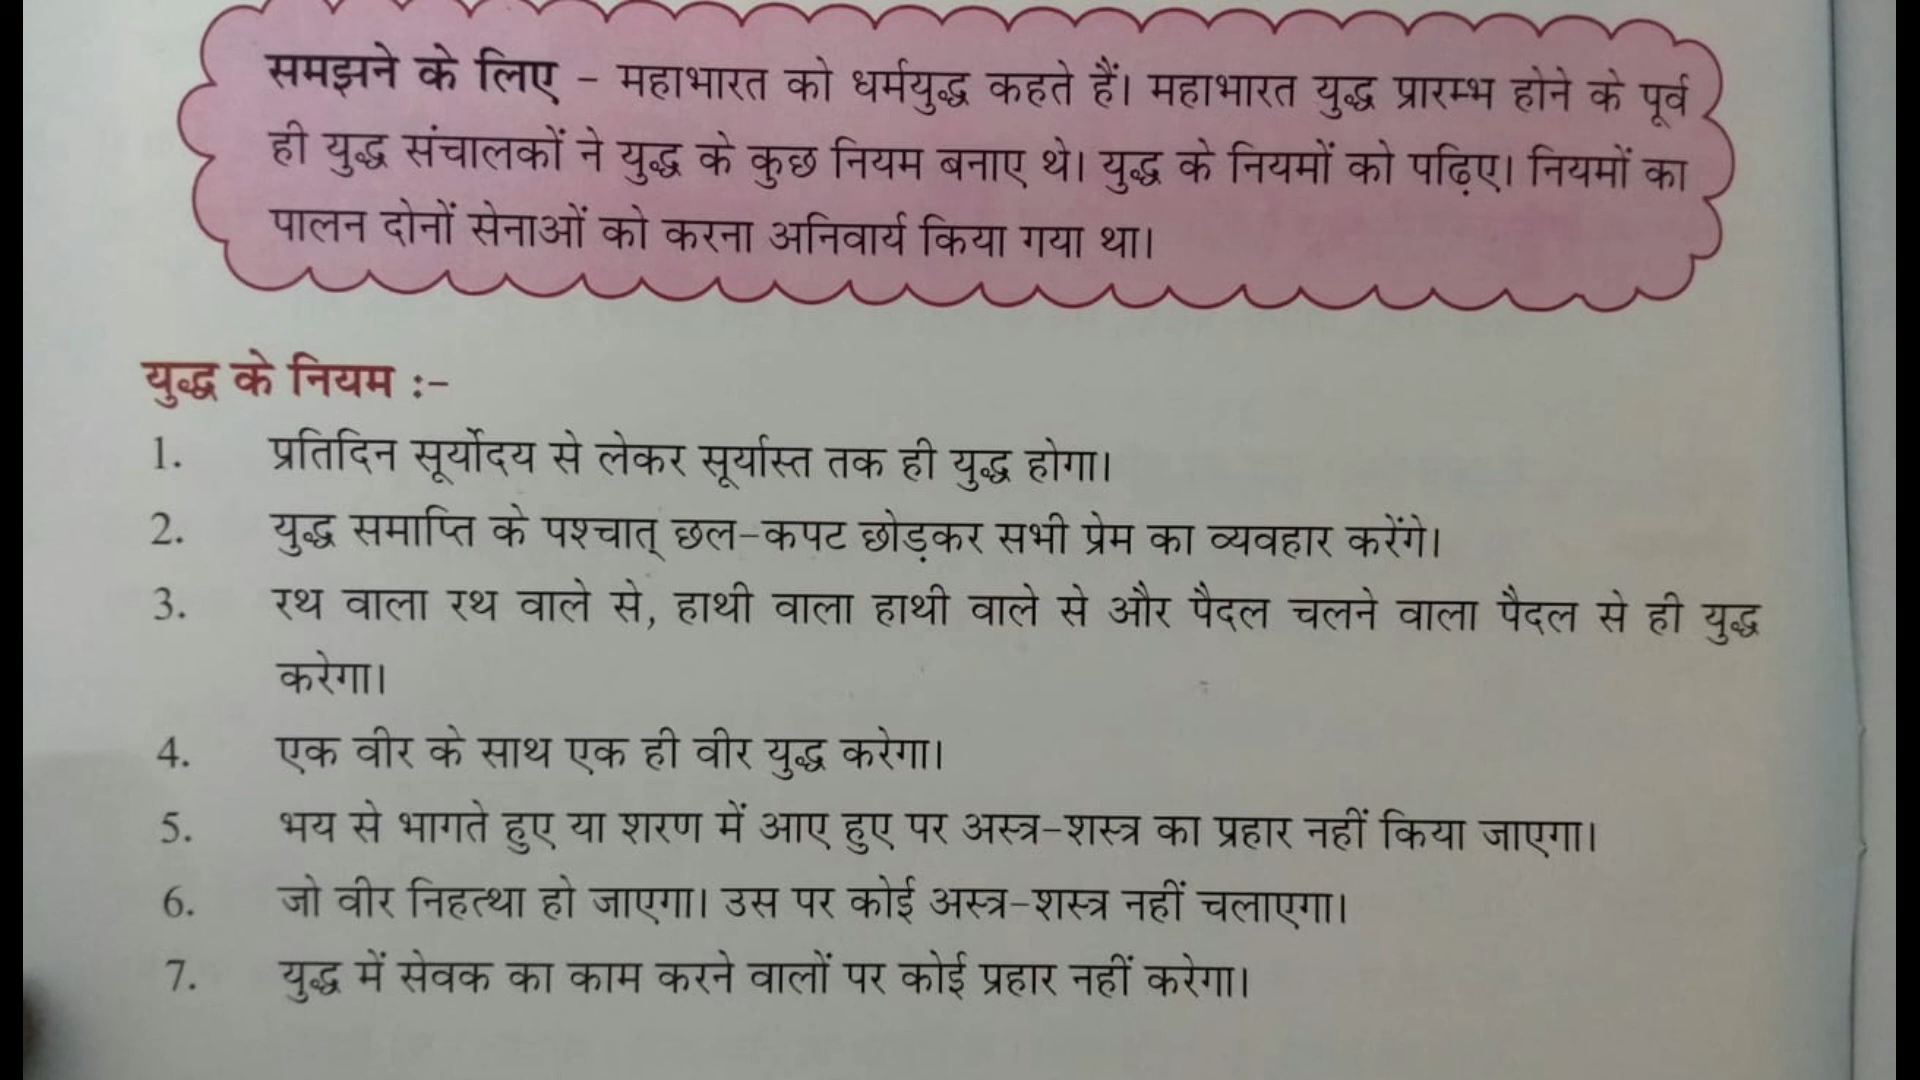 समझने के लिए - महाभारत को धर्मयुद्ध कहते हैं। महाभारत युद्ध प्रारम्भ होने के पूर्व
ही युद्ध संचालकों ने युद्ध के कुछ नियम बनाए थे। युद्ध के नियमों को पढ़िए। नियमों का
पालन दोनों सेनाओं को करना अनिवार्य किया गया था।
युद्ध के नियम :-
1. प्रतिदिन सूर्योदय से लेकर सूर्यास्त तक ही युद्ध होगा।
2. युद्ध समाप्ति के पश्चात् छल-कपट छोड़कर सभी प्रेम का व्यवहार करेंगे।
3. रथ वाला रथ वाले से, हाथी वाला हाथी वाले से और पैदल चलने वाला पैदल से ही युद्ध
करेगा।
4. एक वीर के साथ एक ही वीर युद्ध करेगा।
5. भय से भागते हुए या शरण में आए हुए पर अस्त्र-शस्त्र का प्रहार नहीं किया जाएगा।
6. जो वीर निहत्था हो जाएगा। उस पर कोई अस्त्र-शस्त्र नहीं चलाएगा।
7. युद्ध में सेवक का काम करने वालों पर कोई प्रहार नहीं करेगा।